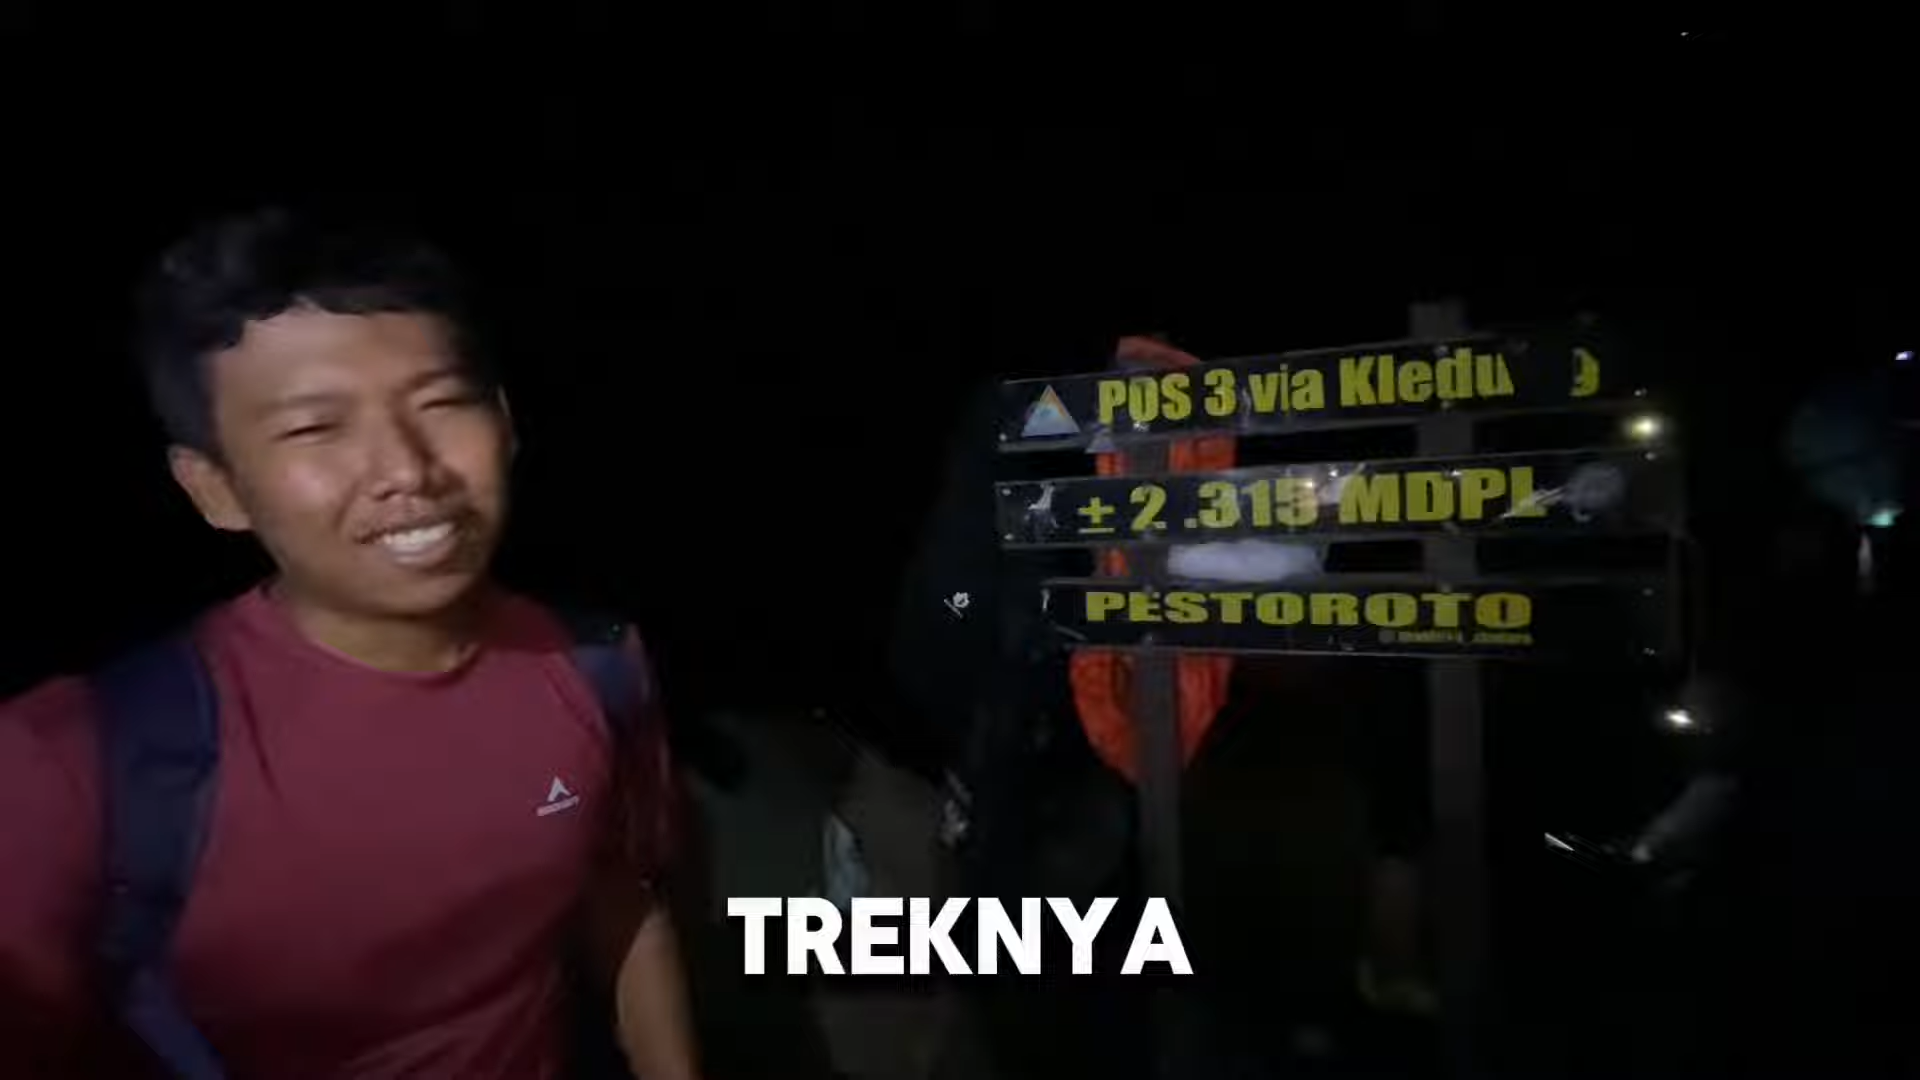 POS 3 via Kledu g
± 2.315 MDPL
PESTOROTO
TREKNYA